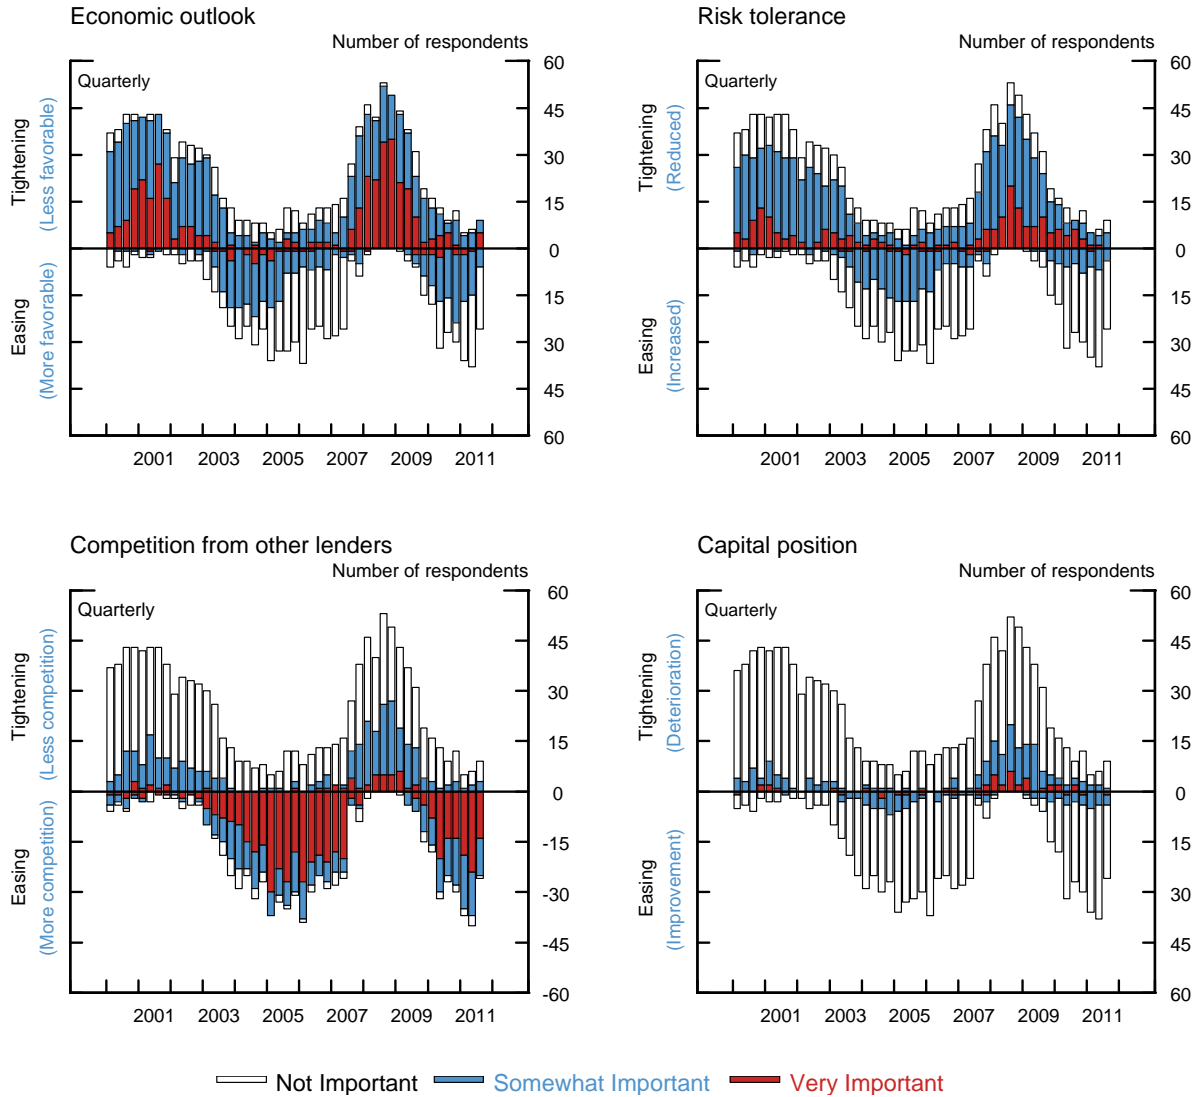 Economic outlook
Number of respondents
Quarterly
Tightening
(Less favorable)
Easing
(More favorable)
60
45
30
15
0
15
30
45
60
2001 2003 2005 2007 2009 2011
Risk tolerance
Number of respondents
Quarterly
Tightening
(Reduced)
Easing
(Increased)
60
45
30
15
0
15
30
45
60
2001 2003 2005 2007 2009 2011
Competition from other lenders
Number of respondents
Quarterly
Tightening
(Less competition)
Easing
(More competition)
60
45
30
15
0
-15
-30
-45
-60
2001 2003 2005 2007 2009 2011
Capital position
Number of respondents
Quarterly
Tightening
(Deterioration)
Easing
(Improvement)
60
45
30
15
0
15
30
45
60
2001 2003 2005 2007 2009 2011
Not Important Somewhat Important Very Important